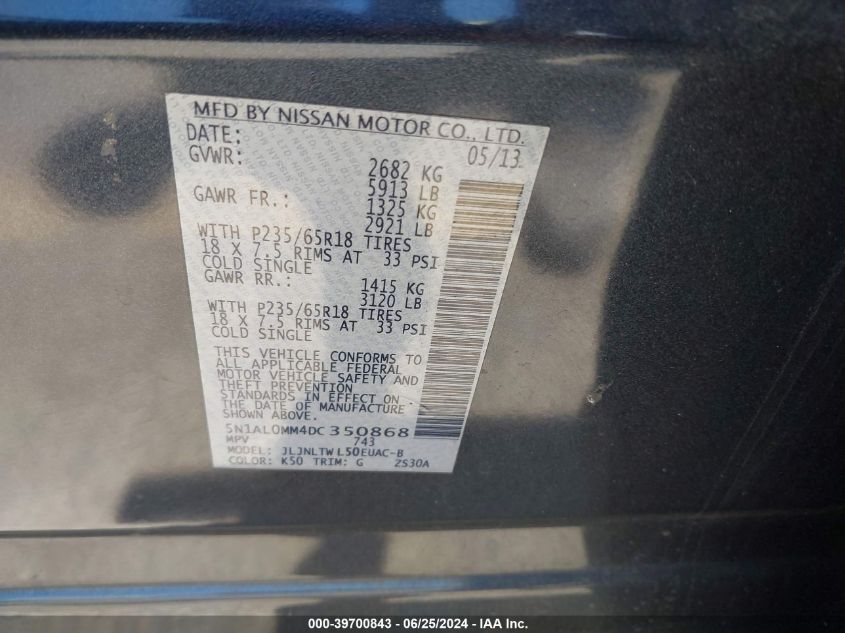 MFD BY NISSAN MOTOR CO., LTD.
DATE: 05/13
GVWR: 2682 KG
5913 LB
GAWR FR.: 1325 KG
2921 LB
WITH P235/65R18 TIRES
18 X 7.5 RIMS AT 33 PSI
COLD SINGLE
GAWR RR.: 1415 KG
3120 LB
WITH P235/65R18 TIRES
18 X 7.5 RIMS AT 33 PSI
COLD SINGLE
THIS VEHICLE CONFORMS TO
ALL APPLICABLE FEDERAL
MOTOR VEHICLE SAFETY AND
THEFT PREVENTION
STANDARDS IN EFFECT ON
THE DATE OF MANUFACTURE
SHOWN ABOVE.
5N1AL0MM4DC350868
MPV 743
MODEL: JLJNLTWL50EUAC-B
COLOR: K50 TRIM: G 2S30A
000-39700843 - 06/25/2024 - IAA Inc.